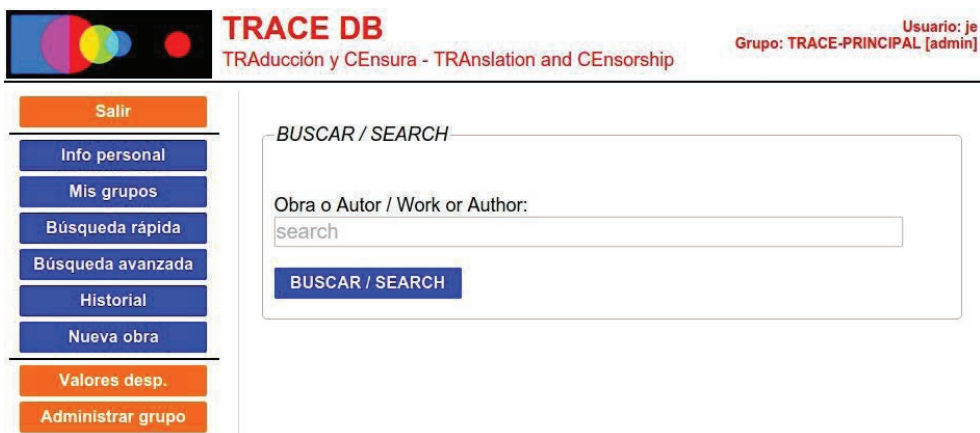 TRACE DB
TRAducción y CEnsura - TRAnslation and CEnsorship
Usuario: je
Grupo: TRACE-PRINCIPAL [admin]
Salir
Info personal
Mis grupos
Búsqueda rápida
Búsqueda avanzada
Historial
Nueva obra
Valores desp.
Administrar grupo
BUSCAR / SEARCH
Obra o Autor / Work or Author:
search
BUSCAR / SEARCH